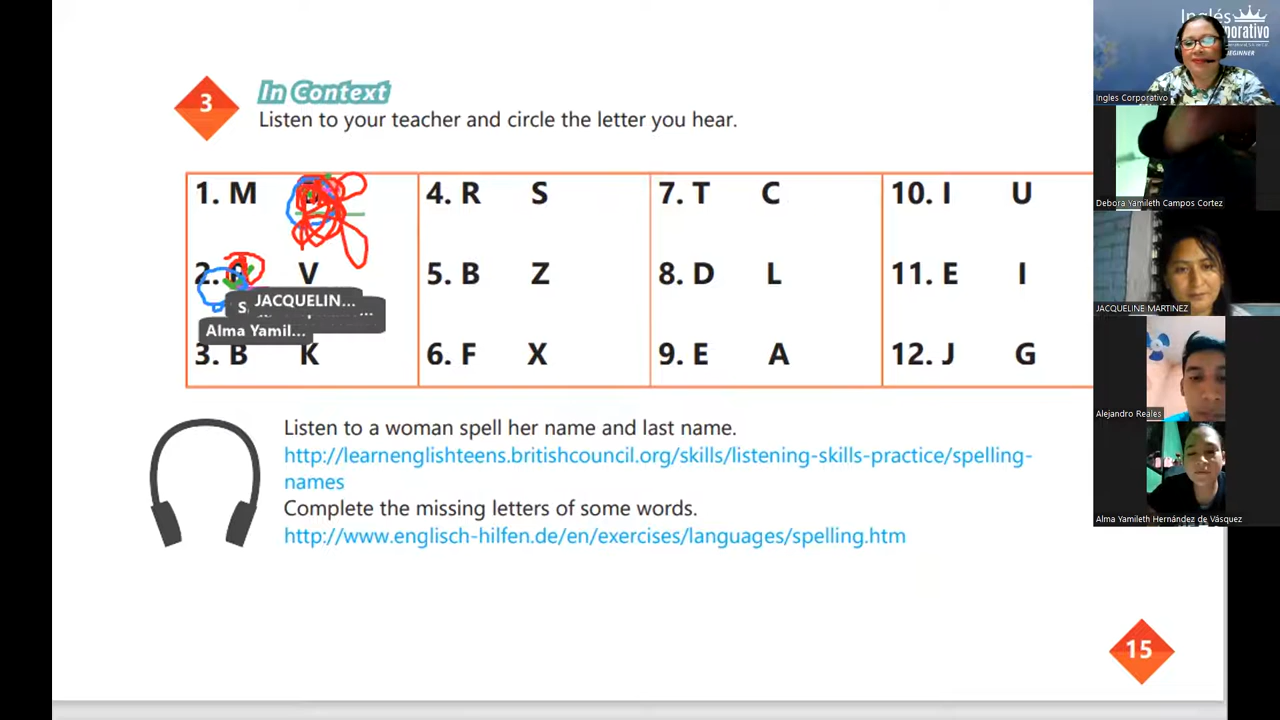 3
In Context
Listen to your teacher and circle the letter you hear.
1. M
4. R S
7. T C
10. I U
2. V
5. B Z
8. D L
11. E I
JACQUELIN...
Alma Yamil...
3. B K
6. F X
9. E A
12. J G
Listen to a woman spell her name and last name.
http://learnenglishteens.britishcouncil.org/skills/listening-skills-practice/spelling-
names
Complete the missing letters of some words.
http://www.englisch-hilfen.de/en/exercises/languages/spelling.htm
15
Inglés
BEGINNER
Ingles Corporativo
Debora Yamileth Campos Cortez
JACQUELINE MARTINEZ
Alejandro Reales
Alma Yamileth Hernández de Vásquez